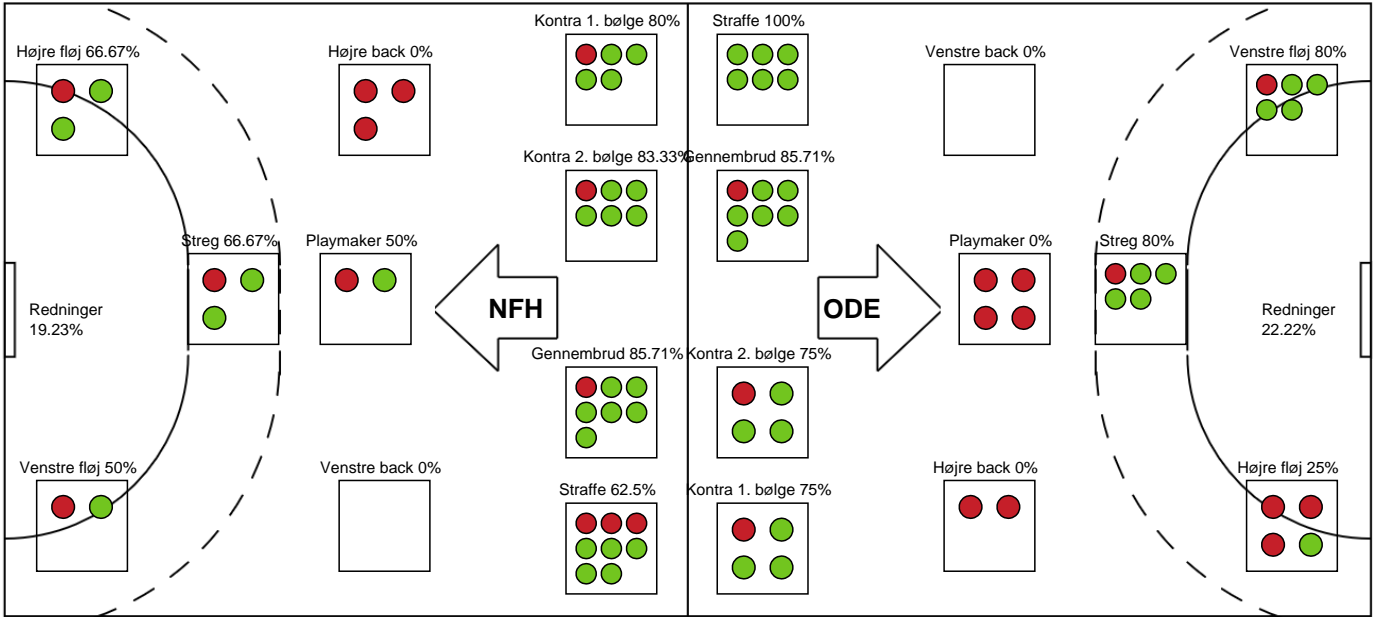 Kontra 1. bølge 80%
Straffe 100%
Højre fløj 66.67%
Højre back 0%
Venstre back 0%
Venstre fløj 80%
Kontra 2. bølge 83.33%
Gennembrud 85.71%
Streg 66.67%
Playmaker 50%
Playmaker 0%
Streg 80%
Redninger
19.23%
NFH
ODE
Redninger
22.22%
Gennembrud 85.71%
Kontra 2. bølge 75%
Venstre fløj 50%
Venstre back 0%
Straffe 62.5%
Kontra 1. bølge 75%
Højre back 0%
Højre fløj 25%